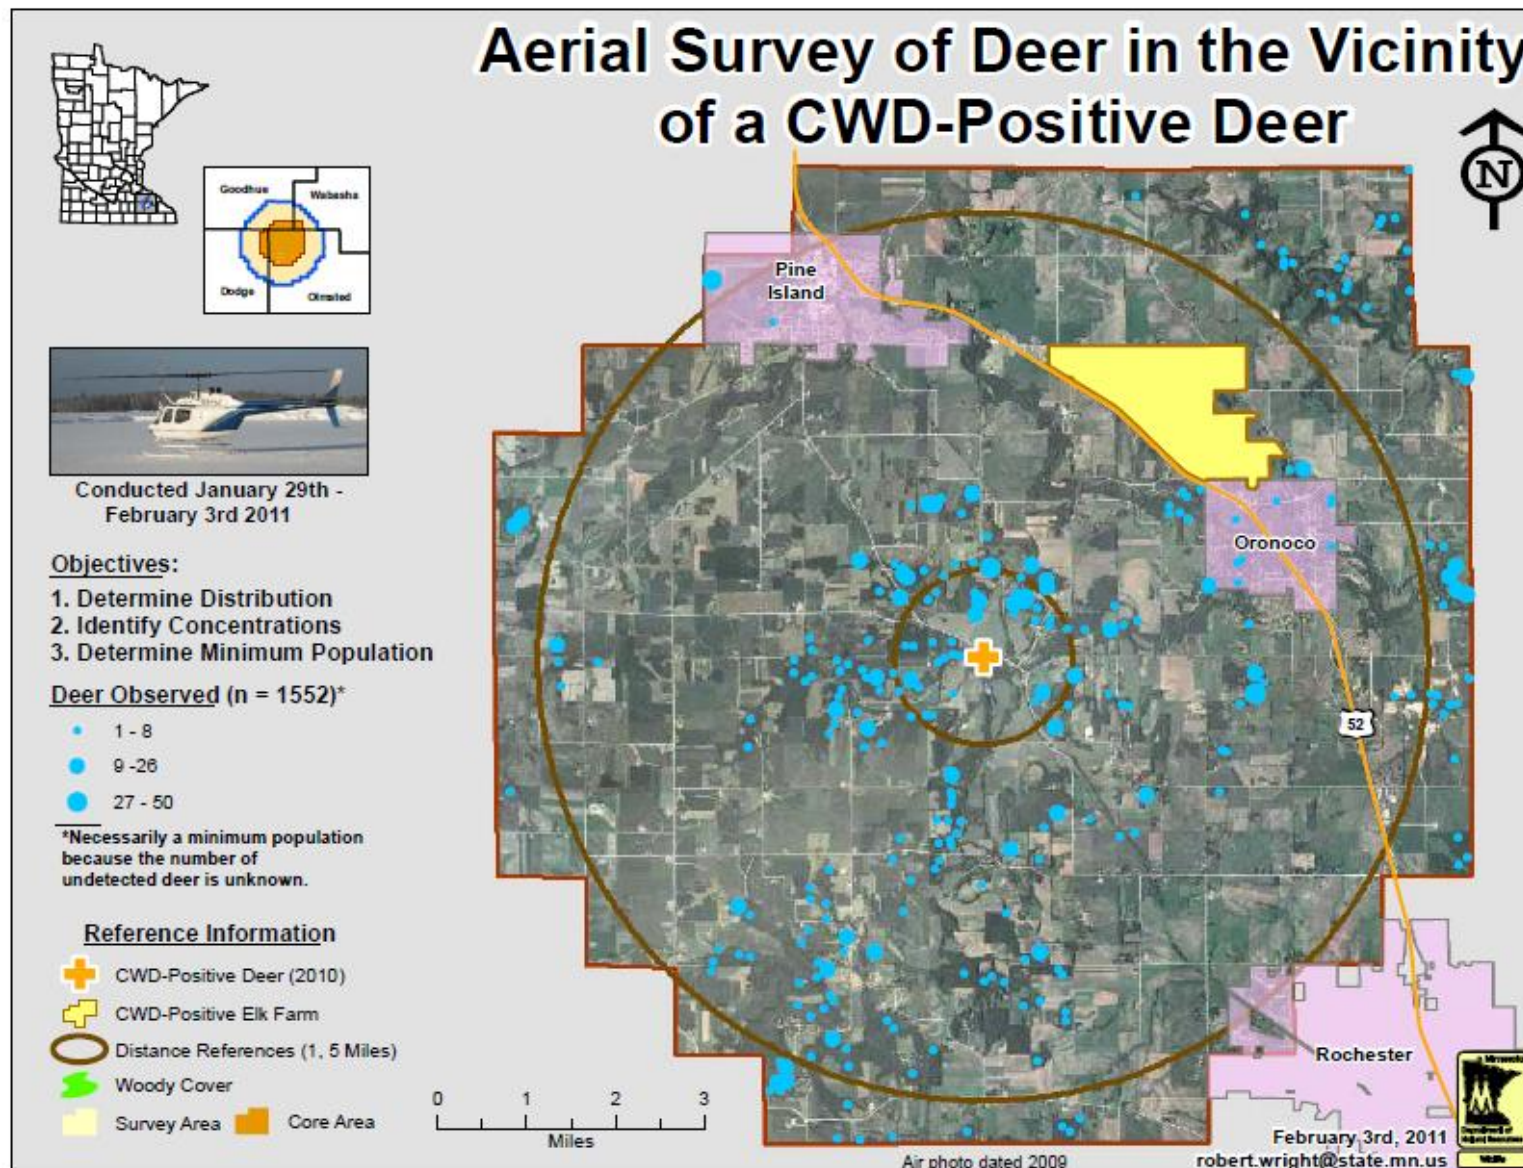 Aerial Survey of Deer in the Vicinity
of a CWD-Positive Deer
N
Goodhue
Wabasha
Dodge
Olmsted
Conducted January 29th -
February 3rd 2011
Objectives:
1. Determine Distribution
2. Identify Concentrations
3. Determine Minimum Population
Deer Observed (n = 1552)*
1 - 8
9 -26
27 - 50
*Necessarily a minimum population
because the number of
undetected deer is unknown.
Reference Information
CWD-Positive Deer (2010)
CWD-Positive Elk Farm
Distance References (1, 5 Miles)
Woody Cover
Survey Area
Core Area
Pine
Island
Oronoco
52
Rochester
0 1 2 3
Miles
Air photo dated 2009
February 3rd, 2011
robert.wright@state.mn.us